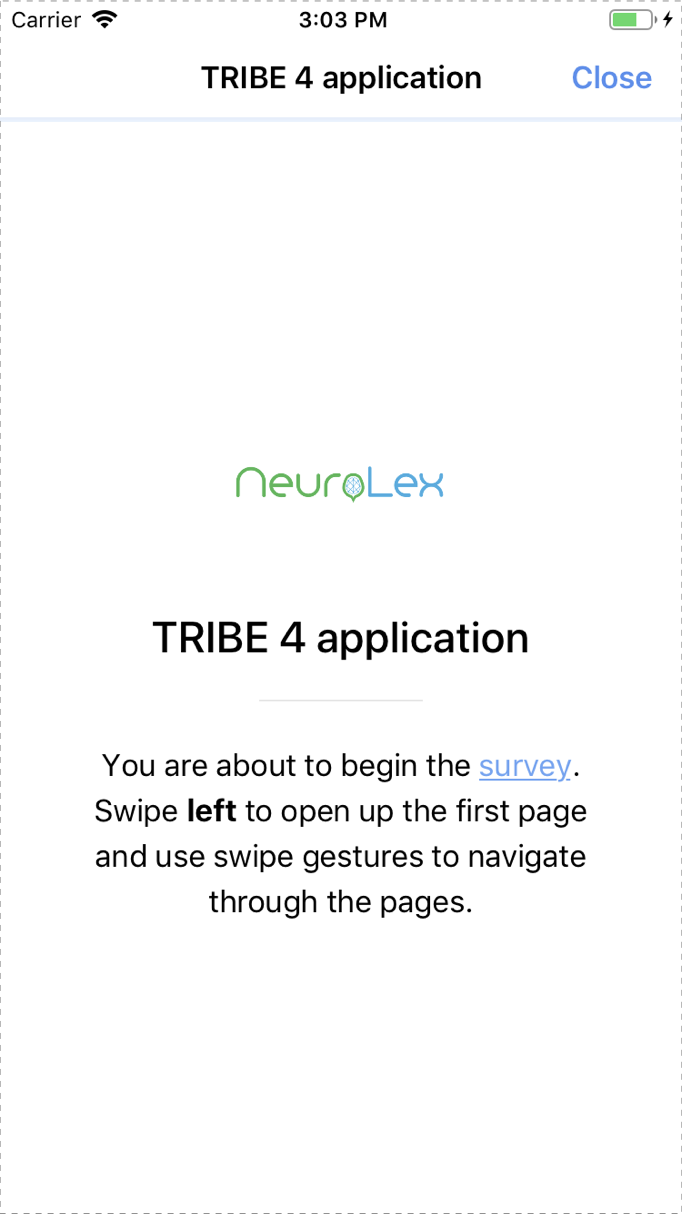 Carrier 3:03 PM
TRIBE 4 application Close
NeuroLex
TRIBE 4 application
You are about to begin the survey.
Swipe left to open up the first page
and use swipe gestures to navigate
through the pages.